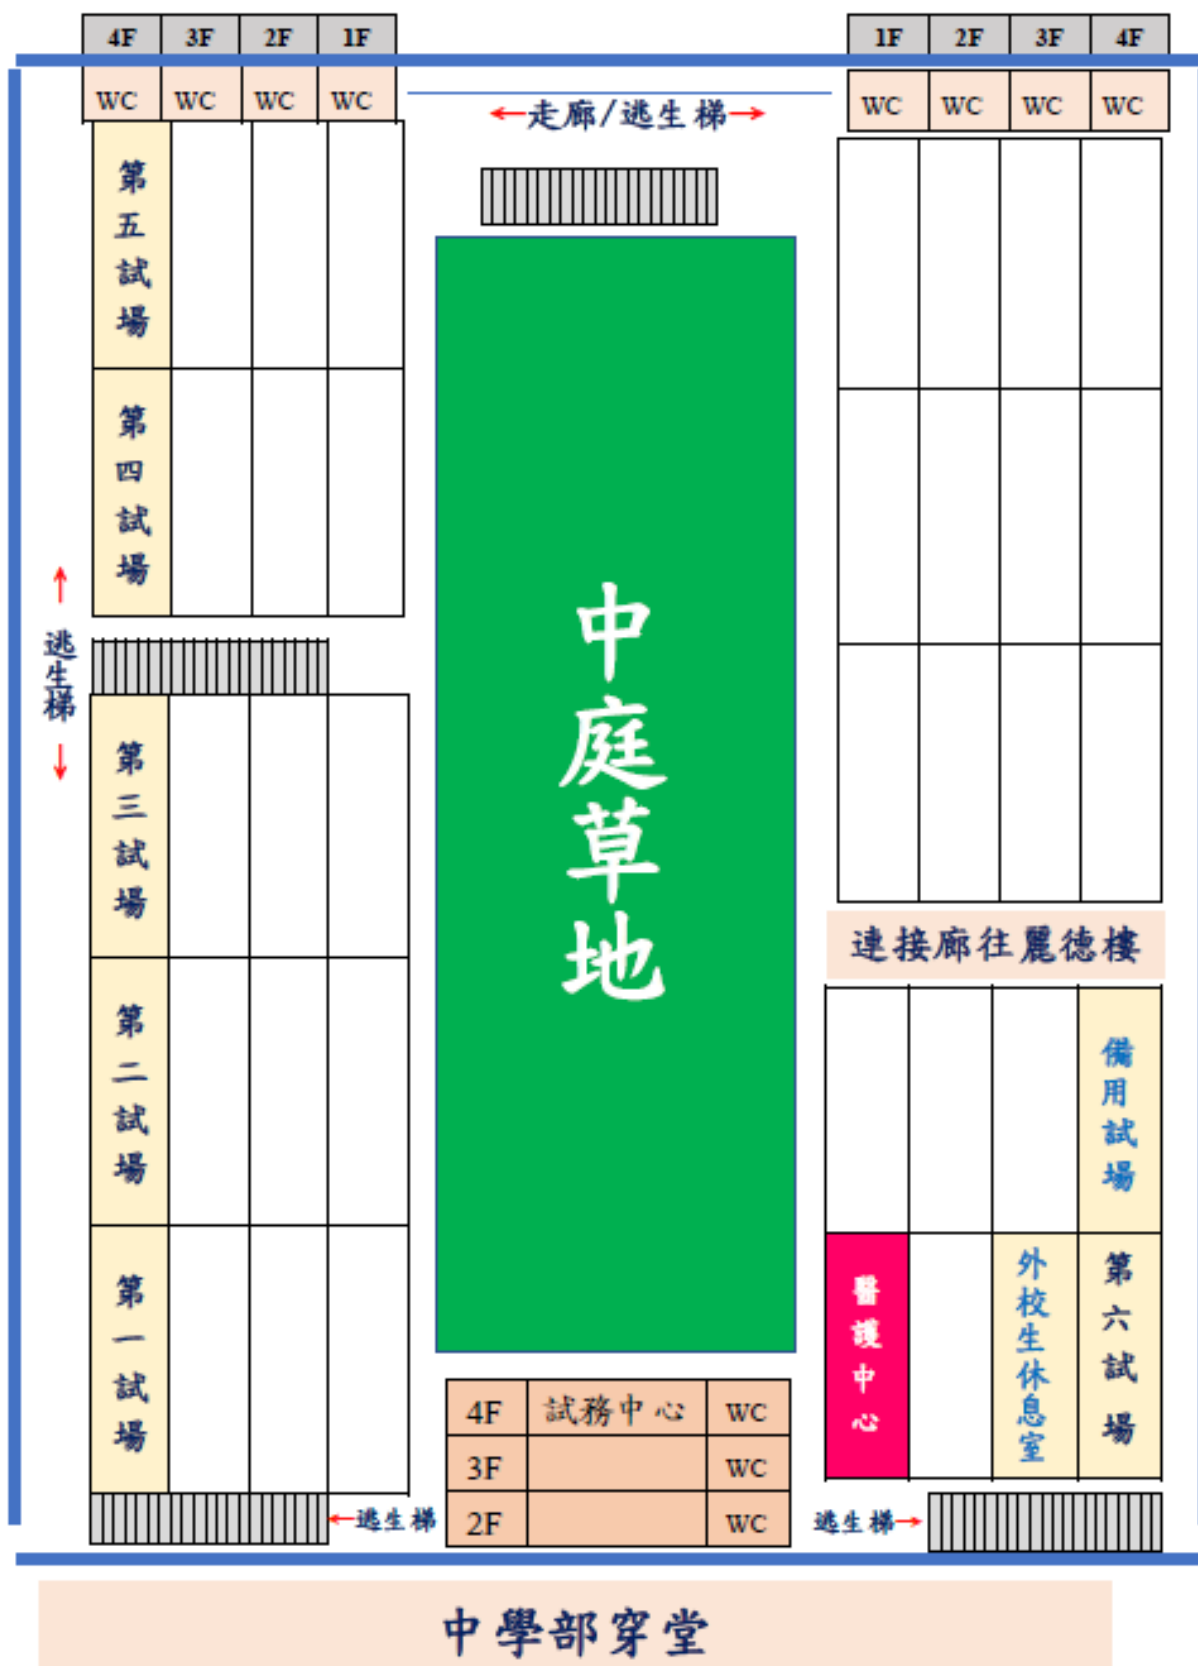 4F 3F 2F 1F
1F 2F 3F 4F
WC WC WC WC
WC WC WC WC
←走廊/逃生梯→
第五試場
第四試場
↑逃生梯↓
第三試場
第二試場
第一試場
中庭草地
連接廊往麗德樓
備用試場
醫護中心
外校生休息室
第六試場
4F 試務中心 WC
3F WC
2F WC
←逃生梯
逃生梯→
中學部穿堂